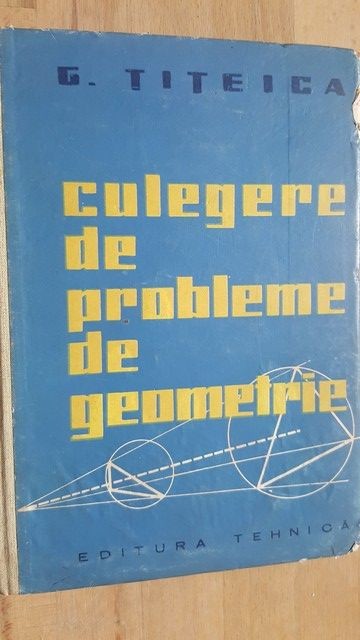 G. ȚIȚEICA
culegere
de
probleme
de
geometrie
EDITURA TEHNICĂ